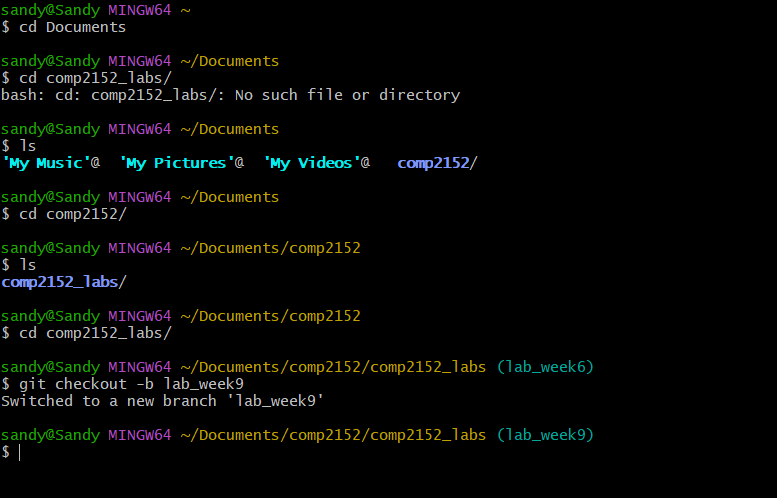 sandy@Sandy MINGW64 ~
$ cd Documents
sandy@Sandy MINGW64 ~/Documents
$ cd comp2152_labs/
bash: cd: comp2152_labs/: No such file or directory
sandy@Sandy MINGW64 ~/Documents
$ ls
'My Music'@  'My Pictures'@  'My Videos'@   comp2152/
sandy@Sandy MINGW64 ~/Documents
$ cd comp2152/
sandy@Sandy MINGW64 ~/Documents/comp2152
$ ls
comp2152_labs/
sandy@Sandy MINGW64 ~/Documents/comp2152
$ cd comp2152_labs/
sandy@Sandy MINGW64 ~/Documents/comp2152/comp2152_labs (lab_week6)
$ git checkout -b lab_week9
Switched to a new branch 'lab_week9'
sandy@Sandy MINGW64 ~/Documents/comp2152/comp2152_labs (lab_week9)
$